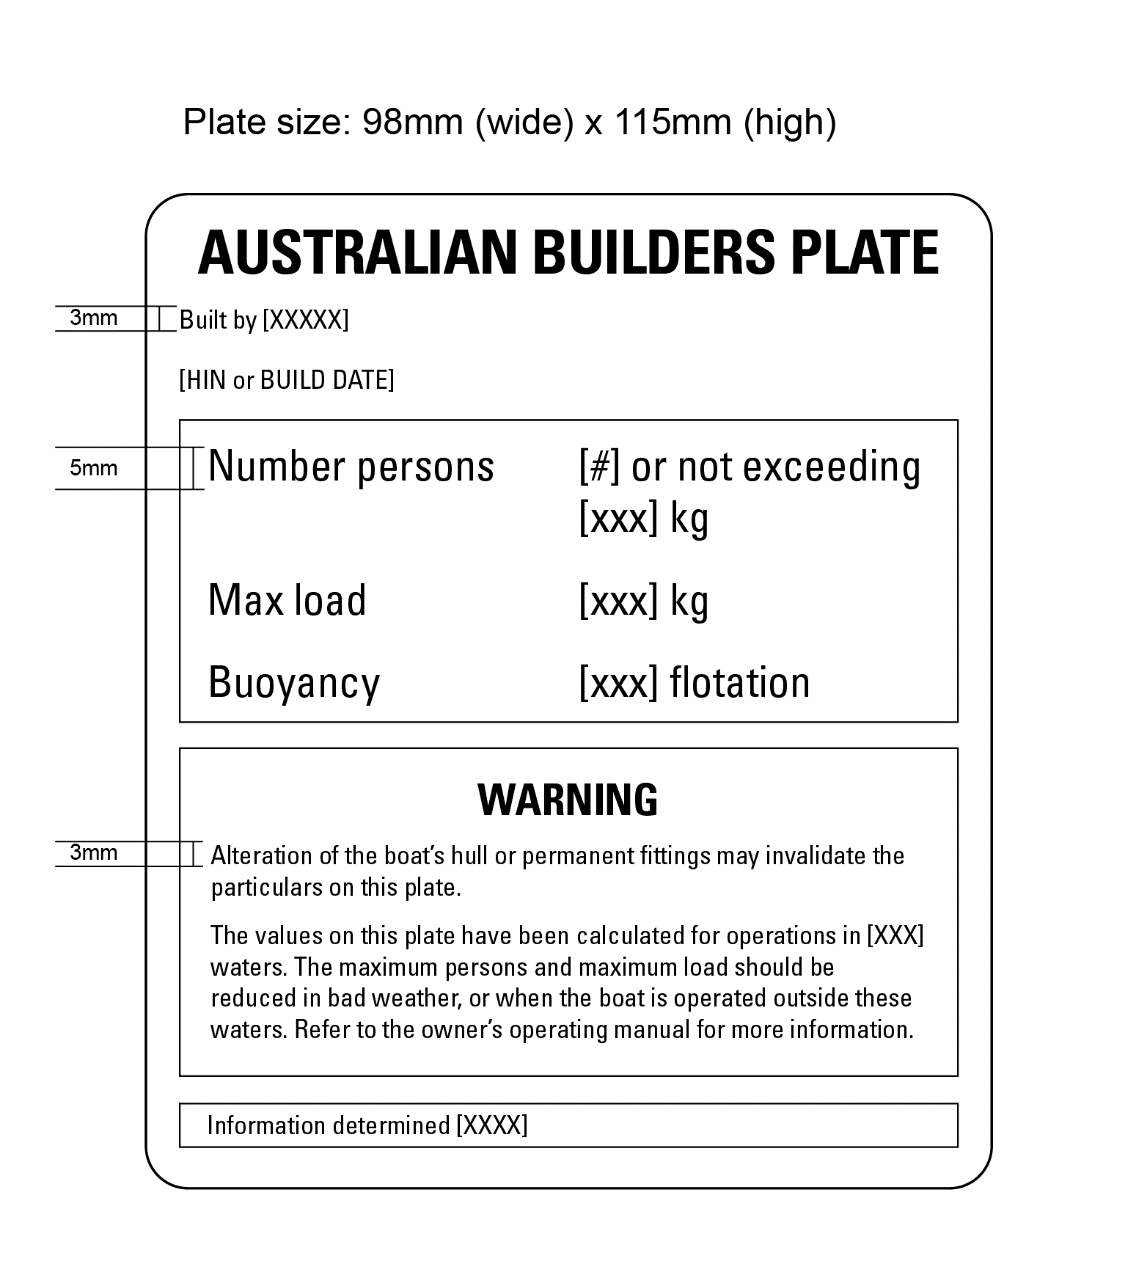 Plate size: 98mm (wide) x 115mm (high)
AUSTRALIAN BUILDERS PLATE
3mm
Built by [XXXXX]
[HIN or BUILD DATE]
5mm
Number persons [#] or not exceeding
[xxx] kg
Max load [xxx] kg
Buoyancy [xxx] flotation
WARNING
3mm
Alteration of the boat’s hull or permanent fittings may invalidate the
particulars on this plate.
The values on this plate have been calculated for operations in [XXX]
waters. The maximum persons and maximum load should be
reduced in bad weather, or when the boat is operated outside these
waters. Refer to the owner’s operating manual for more information.
Information determined [XXXX]